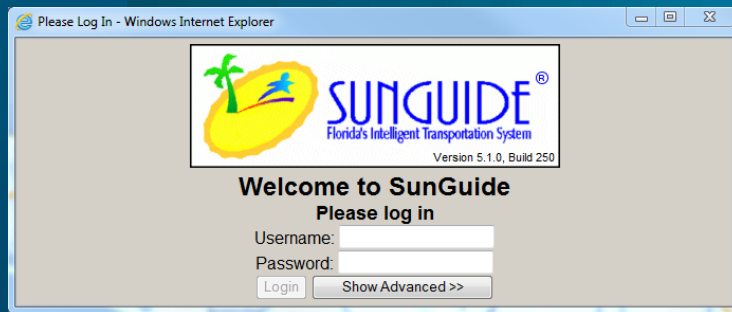 Please Log In - Windows Internet Explorer
SUNGUIDE®
Florida's Intelligent Transportation System
Version 5.1.0, Build 250
Welcome to SunGuide
Please log in
Username:
Password:
Login Show Advanced >>